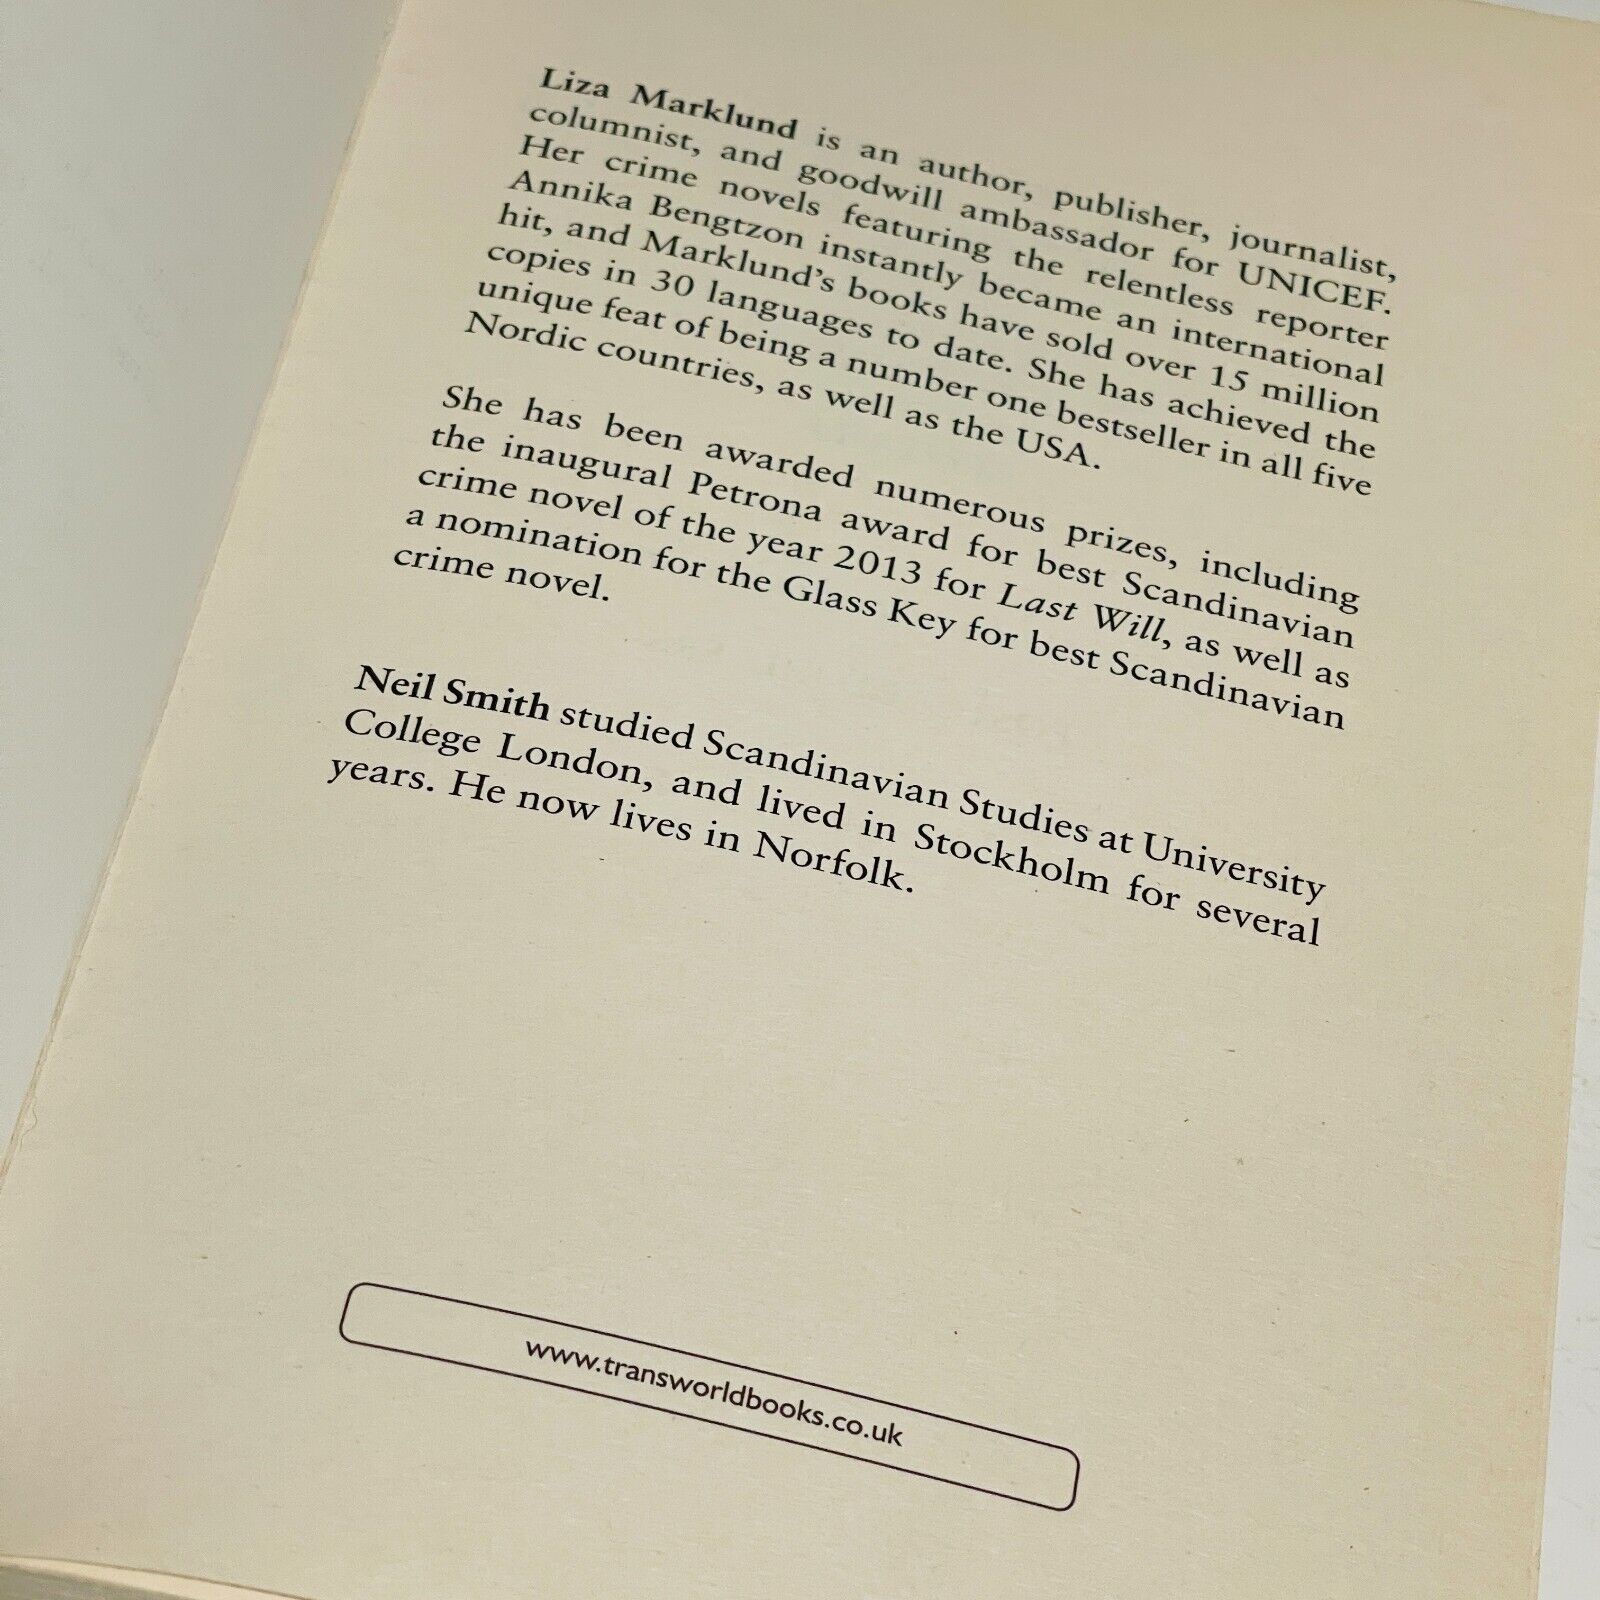 Liza Marklund is an author, publisher, journalist,
columnist, and goodwill ambassador for UNICEF.
Her crime novels featuring the relentless reporter
Annika Bengtzon instantly became an international
hit, and Marklund's books have sold over 15 million
copies in 30 languages to date. She has achieved the
unique feat of being a number one bestseller in all five
Nordic countries, as well as the USA.
She has been awarded numerous prizes, including
the inaugural Petrona award for best Scandinavian
crime novel of the year 2013 for Last Will, as well as
a nomination for the Glass Key for best Scandinavian
crime novel.
Neil Smith studied Scandinavian Studies at University
College London, and lived in Stockholm for several
years. He now lives in Norfolk.
www.transworldbooks.co.uk